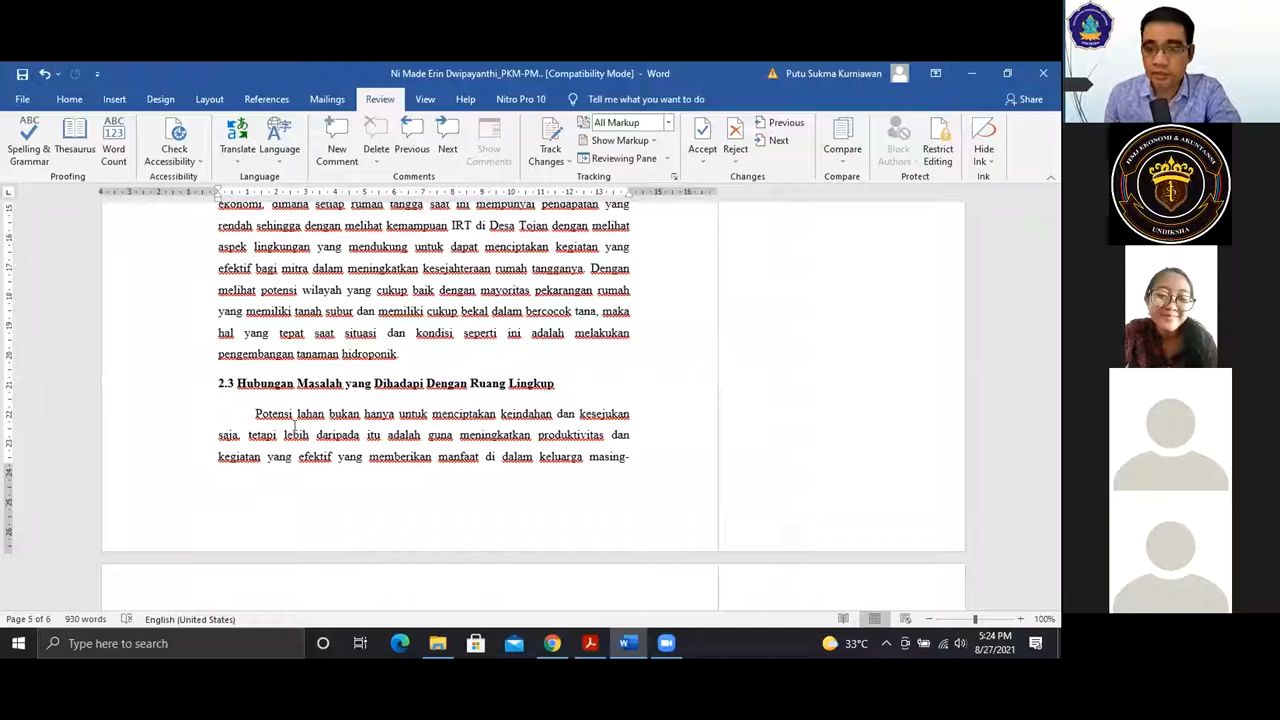 Ni Made Erin Dwipayanthi_PKM-PM.. [Compatibility Mode] - Word
Putu Sukma Kurniawan
File Home Insert Design Layout References Mailings Review View Help Nitro Pro 10 Tell me what you want to do Share
Spelling & Grammar
Thesaurus
Word Count
Check Accessibility
Translate
Language
New Comment
Delete
Previous
Next
Show Comments
Track Changes
All Markup
Show Markup
Reviewing Pane
Accept
Reject
Previous
Next
Compare
Block Authors
Restrict Editing
Hide Ink
Proofing Accessibility Language Comments Tracking Changes Compare Protect Ink
ekonomi, dimana setiap rumah tangga saat ini mempunyai pendapatan yang
rendah sehingga dengan melihat kemampuan IRT di Desa Tojan dengan melihat
aspek lingkungan yang mendukung untuk dapat menciptakan kegiatan yang
efektif bagi mitra dalam meningkatkan kesejahteraan rumah tangganya. Dengan
melihat potensi wilayah yang cukup baik dengan mayoritas pekarangan rumah
yang memiliki tanah subur dan memiliki cukup bekal dalam bercocok tana, maka
hal yang tepat saat situasi dan kondisi seperti ini adalah melakukan
pengembangan tanaman hidroponik.
2.3 Hubungan Masalah yang Dihadapi Dengan Ruang Lingkup
Potensi lahan bukan hanya untuk menciptakan keindahan dan kesejukan
saja, tetapi lebih daripada itu adalah guna meningkatkan produktivitas dan
kegiatan yang efektif yang memberikan manfaat di dalam keluarga masing-
Page 5 of 6 930 words English (United States) 100%
Type here to search
33°C
5:24 PM
8/27/2021
HMJ EKONOMI & AKUNTANSI
UNDIKSHA